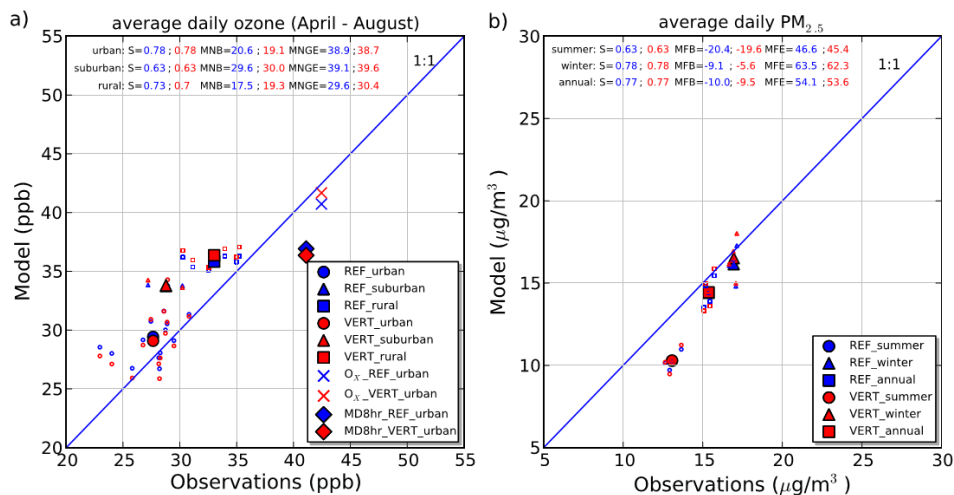 a)
average daily ozone (April - August)
urban: S=0.78 ; 0.78 MNB=20.6 ; 19.1 MNGE=38.9 ; 38.7
suburban: S=0.63 ; 0.63 MNB=29.6 ; 30.0 MNGE=39.1 ; 39.6
rural: S=0.73 ; 0.7 MNB=17.5 ; 19.3 MNGE=29.6 ; 30.4
1:1
55
50
45
40
35
30
25
20
Model (ppb)
REF_urban
REF_suburban
REF_rural
VERT_urban
VERT_suburban
VERT_rural
O_X_REF_urban
O_X_VERT_urban
MD8hr_REF_urban
MD8hr_VERT_urban
20 25 30 35 40 45 50 55
Observations (ppb)
b)
average daily PM2.5
summer: S=0.63 ; 0.63 MFB=-20.4; -19.6 MFE=46.6 ; 45.4
winter: S=0.78 ; 0.78 MFB=-9.1 ; -5.6 MFE=63.5 ; 62.3
annual: S=0.77 ; 0.77 MFB=-10.0 ; -9.5 MFE=54.1 ; 53.6
1:1
30
25
20
15
10
5
Model (μg/m³)
REF_summer
REF_winter
REF_annual
VERT_summer
VERT_winter
VERT_annual
5 10 15 20 25 30
Observations (μg/m³)